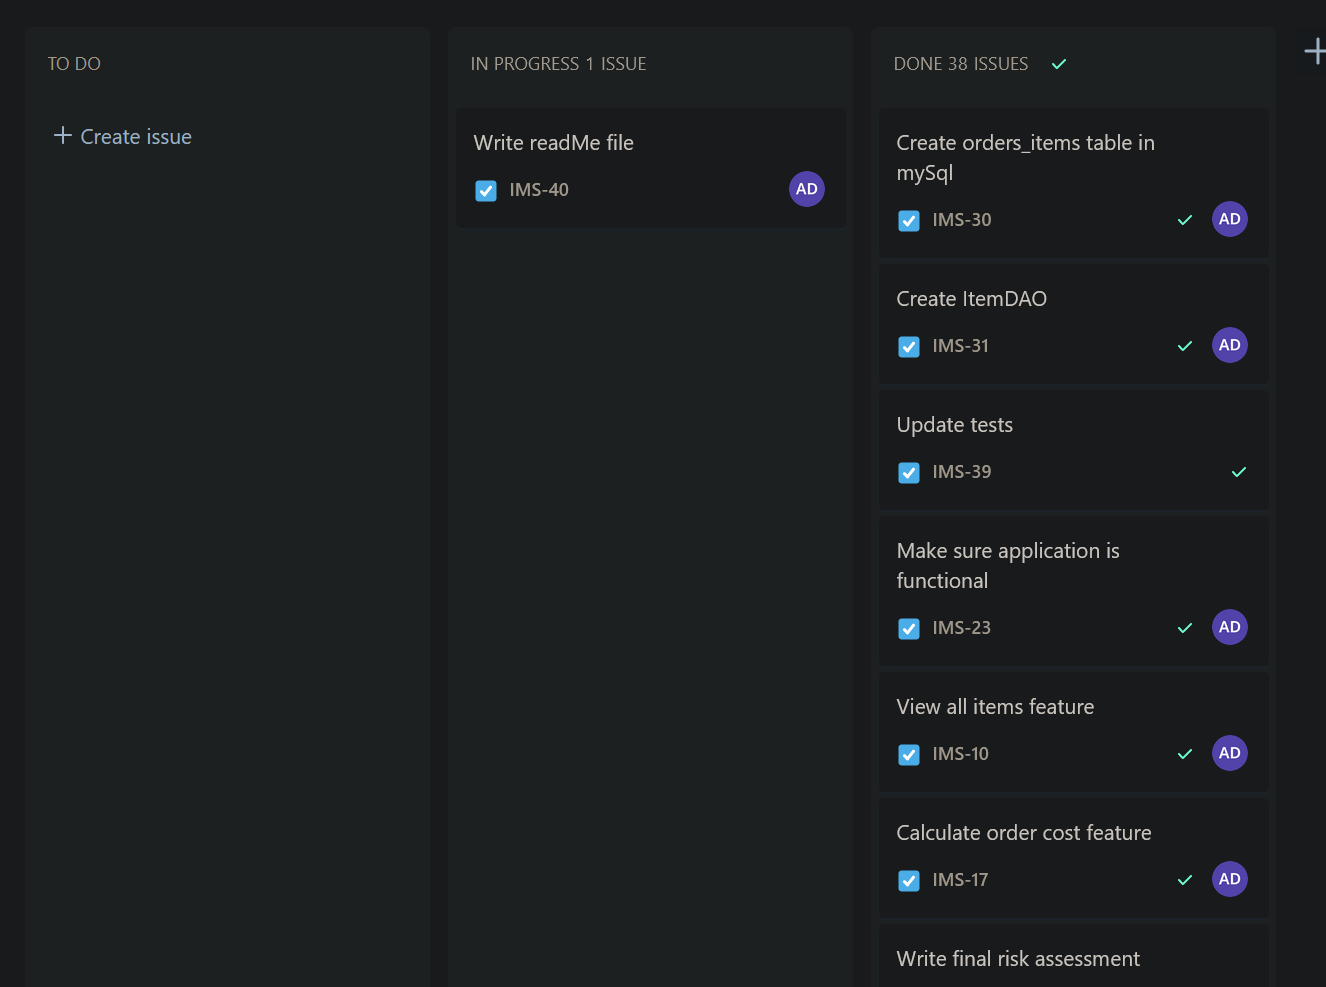 TO DO
+ Create issue
IN PROGRESS 1 ISSUE
Write readMe file
IMS-40
AD
DONE 38 ISSUES
Create orders_items table in
mySql
IMS-30
AD
Create ItemDAO
IMS-31
AD
Update tests
IMS-39
Make sure application is
functional
IMS-23
AD
View all items feature
IMS-10
AD
Calculate order cost feature
IMS-17
AD
Write final risk assessment